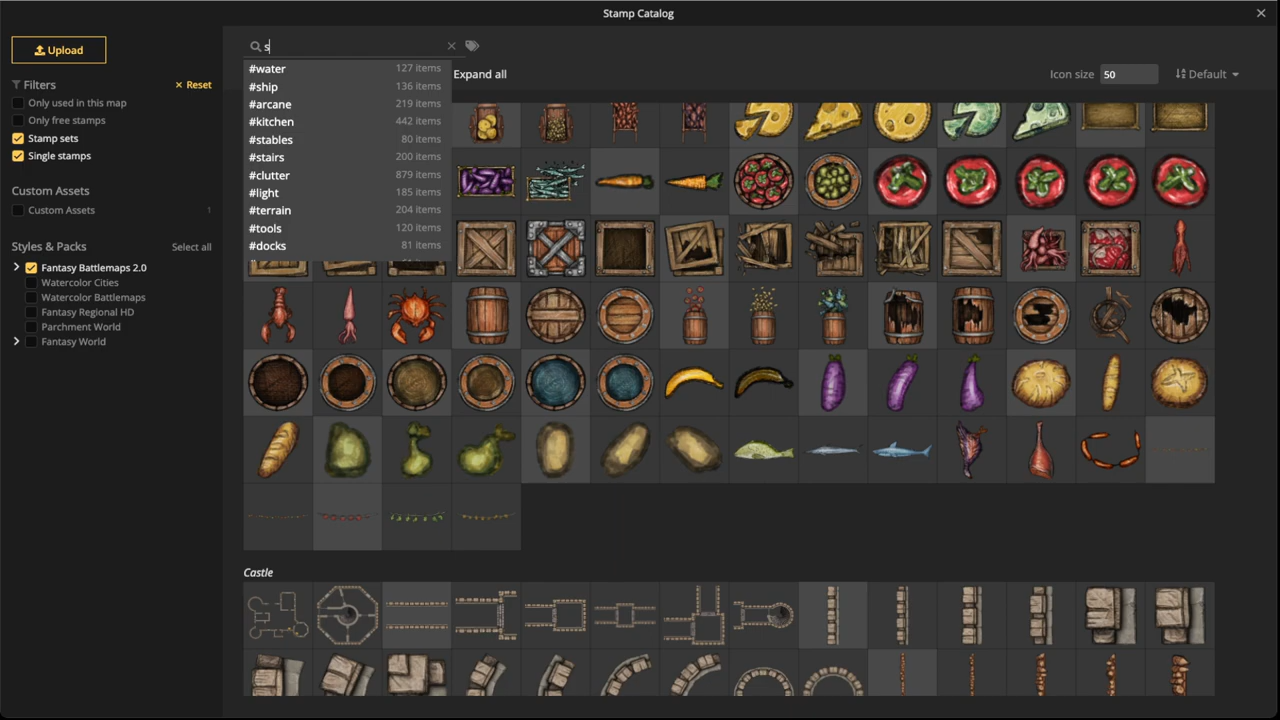 Stamp Catalog
Upload
Filters
Reset
Only used in this map
Only free stamps
Stamp sets
Single stamps
Custom Assets
Custom Assets 1
Styles & Packs
Select all
Fantasy Battlemaps 2.0
Watercolor Cities
Watercolor Battlemaps
Fantasy Regional HD
Parchment World
Fantasy World
s
#water 127 items
#ship 136 items
#arcane 219 items
#kitchen 442 items
#stables 80 items
#stairs 200 items
#clutter 879 items
#light 185 items
#terrain 204 items
#tools 120 items
#docks 81 items
Expand all
Icon size 50
Default
Castle